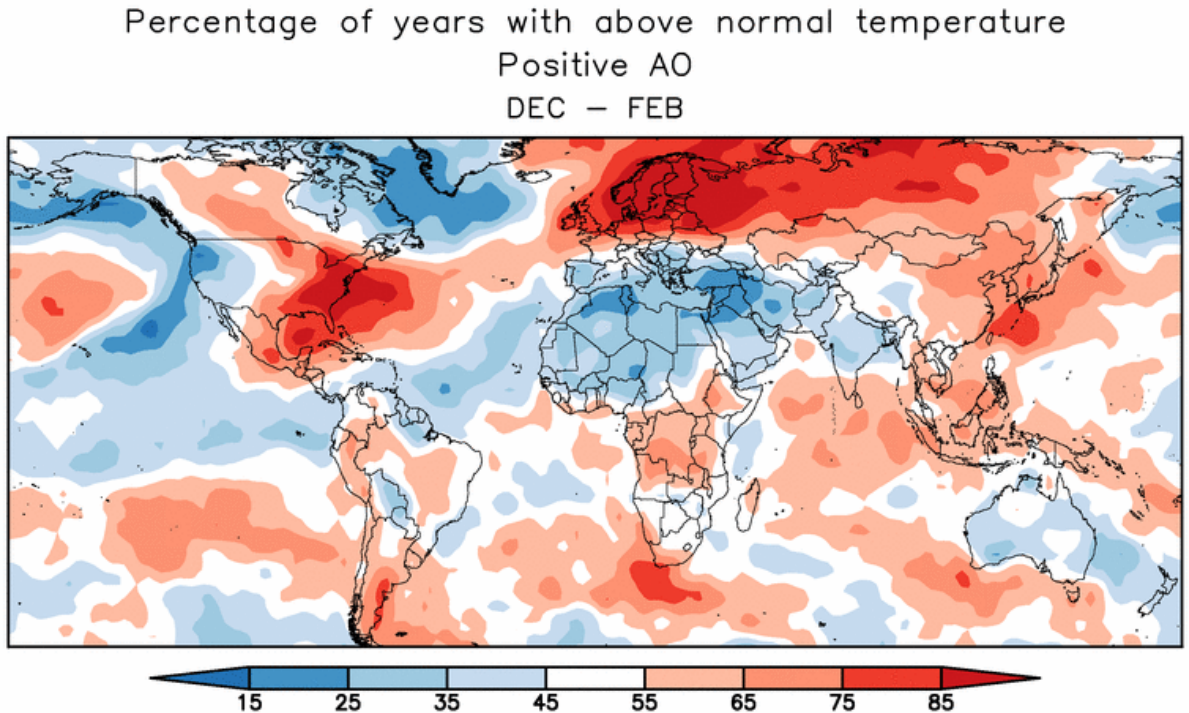 Percentage of years with above normal temperature
Positive AO
DEC – FEB
15 25 35 45 55 65 75 85